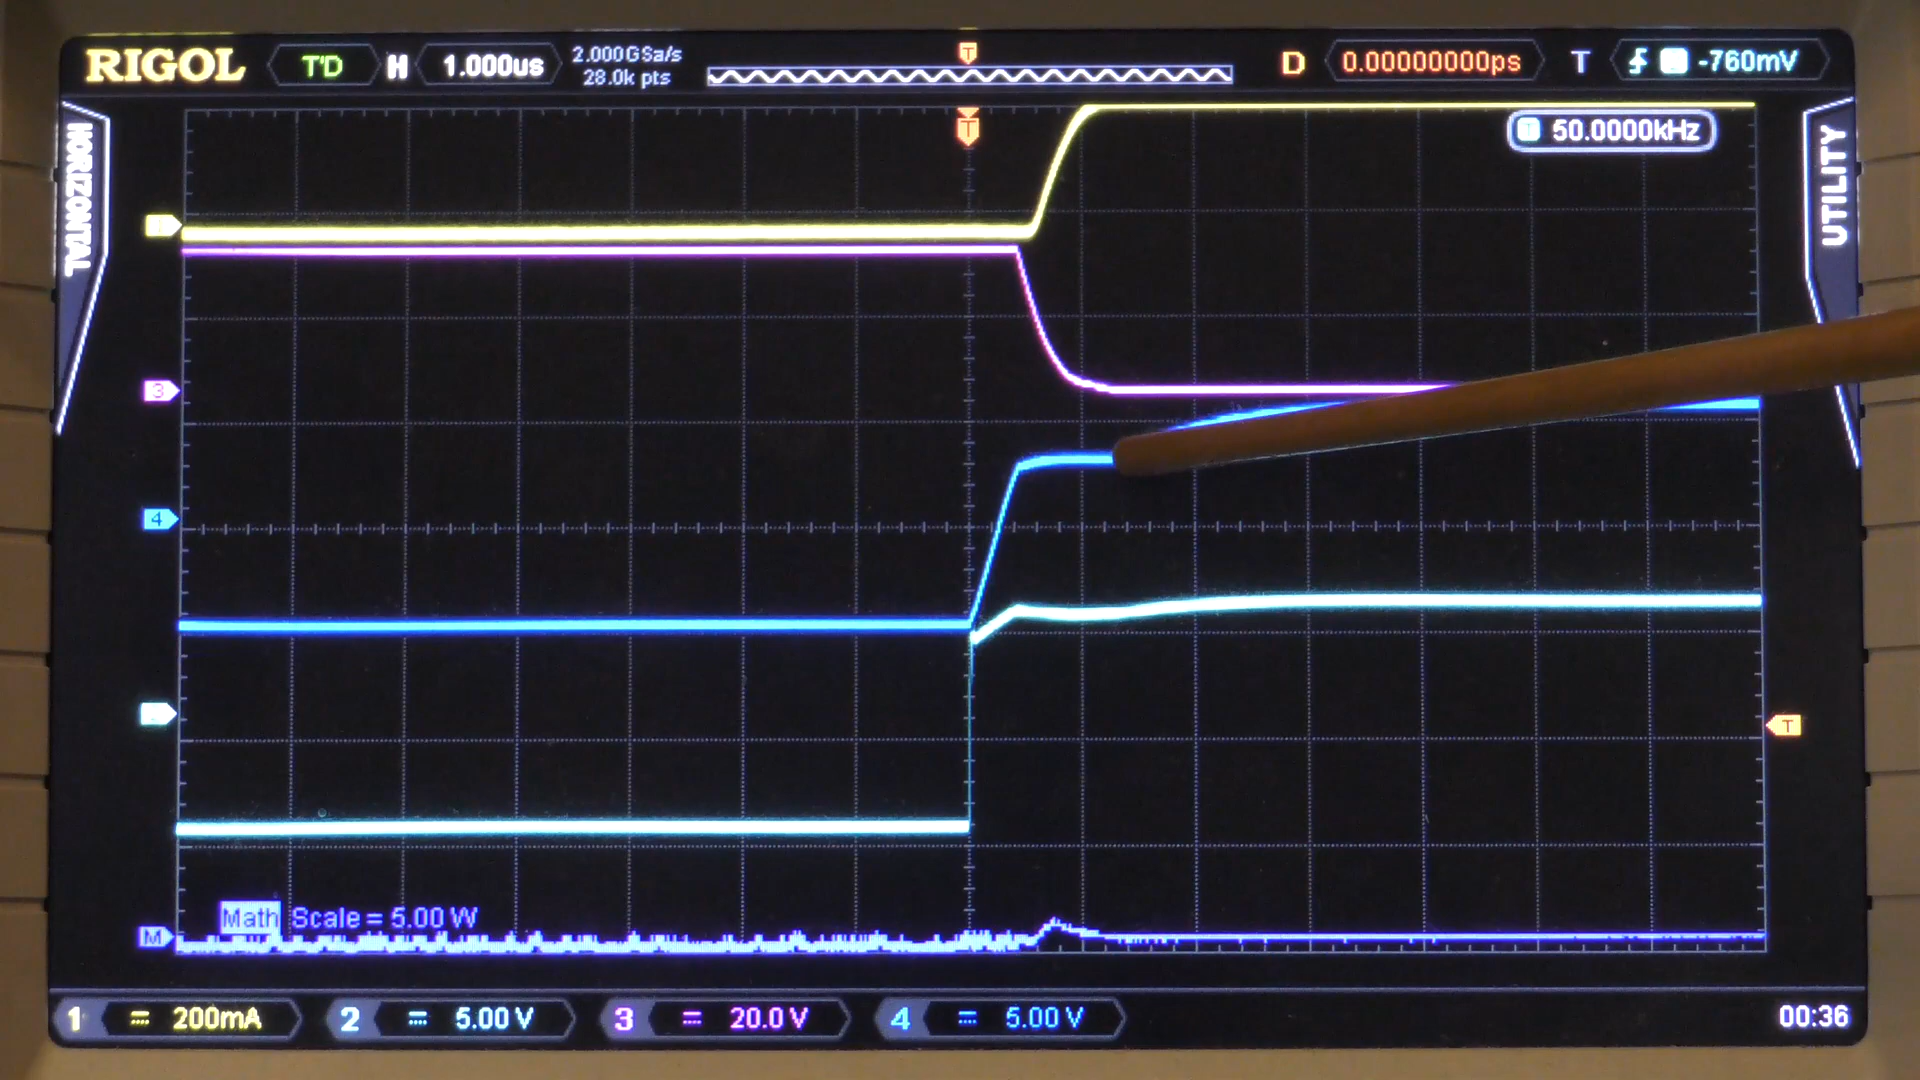 RIGOL T'D H 1.000us 2.000GSa/s 28.0k pts T D 0.00000000ps T -760mV
HORIZONTAL
T
50.0000kHz
UTILITY
3
4
T
Math Scale = 5.00 W
M
1 200mA 2 5.00 V 3 20.0 V 4 5.00 V 00:36